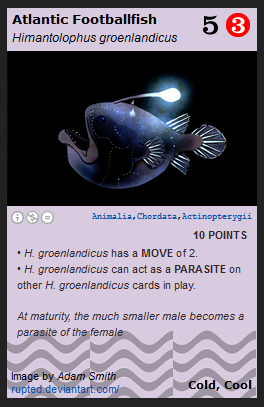 Atlantic Footballfish
Himantolophus groenlandicus
5 3
Animalia,Chordata,Actinopterygii
10 POINTS
• H. groenlandicus has a MOVE of 2.
• H. groenlandicus can act as a PARASITE on
other H. groenlandicus cards in play.
At maturity, the much smaller male becomes a
parasite of the female
Image by Adam Smith
rupted.deviantart.com/
Cold, Cool